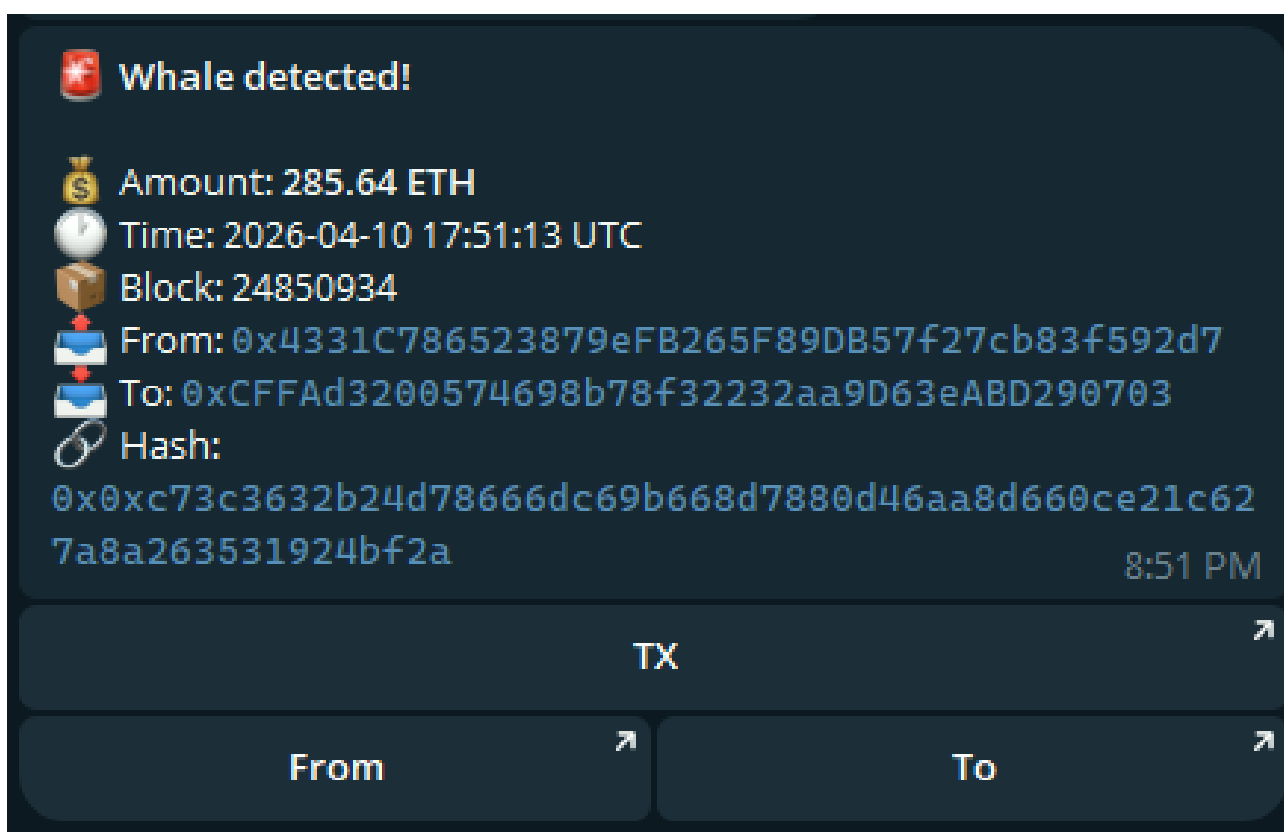 🚨 Whale detected!
💰 Amount: 285.64 ETH
🕐 Time: 2026-04-10 17:51:13 UTC
📦 Block: 24850934
📤 From: 0x4331C786523879eFB265F89DB57f27cb83f592d7
📥 To: 0xCFFAd3200574698b78f32232aa9D63eABD290703
🔗 Hash:
0x0xc73c3632b24d78666dc69b668d7880d46aa8d660ce21c62
7a8a263531924bf2a
8:51 PM
TX
From
To